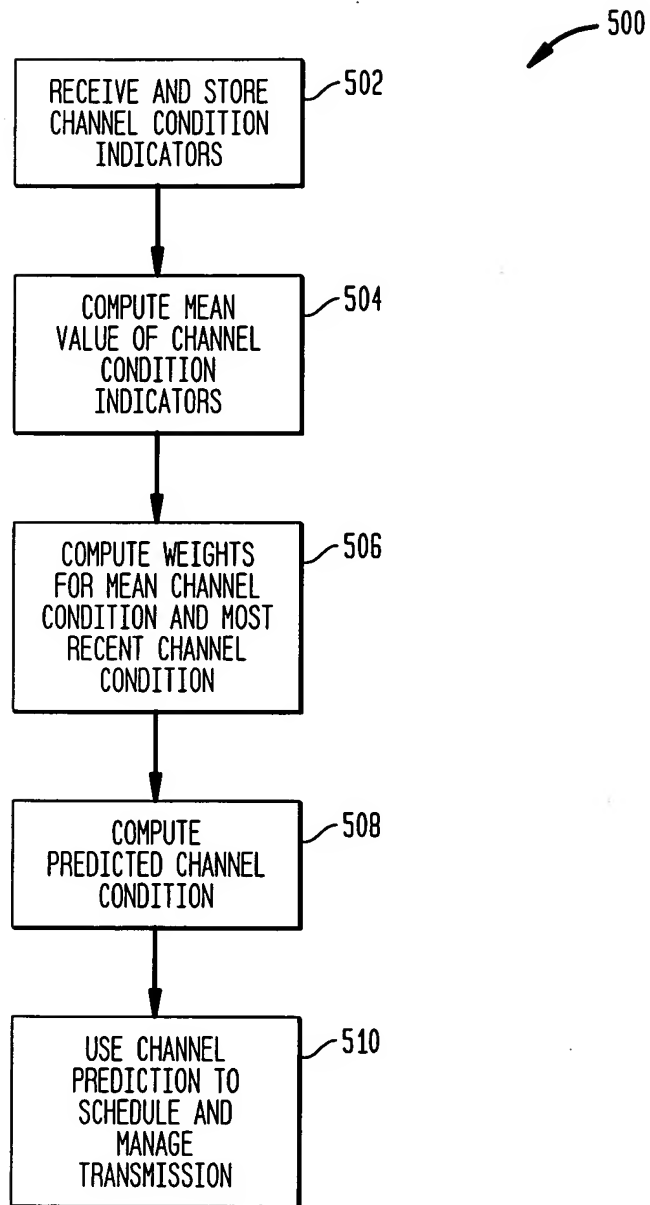 500
RECEIVE AND STORE
CHANNEL CONDITION
INDICATORS
502
COMPUTE MEAN
VALUE OF CHANNEL
CONDITION
INDICATORS
504
COMPUTE WEIGHTS
FOR MEAN CHANNEL
CONDITION AND MOST
RECENT CHANNEL
CONDITION
506
COMPUTE
PREDICTED CHANNEL
CONDITION
508
USE CHANNEL
PREDICTION TO
SCHEDULE AND
MANAGE
TRANSMISSION
510